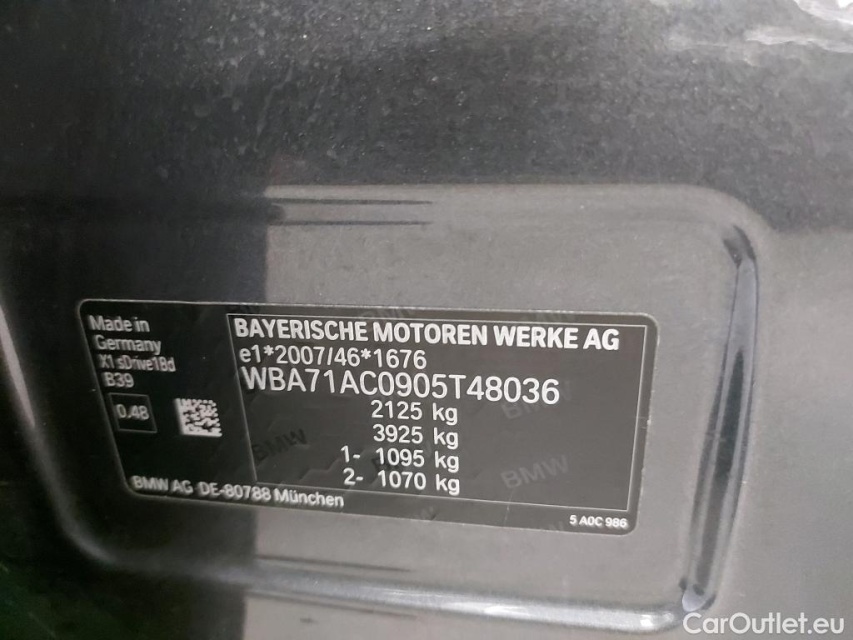 Made in
Germany
X1 sDrive18d
B39
0.48
BAYERISCHE MOTOREN WERKE AG
e1*2007/46*1676
WBA71AC0905T48036
2125 kg
3925 kg
1- 1095 kg
2- 1070 kg
BMW
BMW
BMW
BMW AG DE-80788 München
5 A0C 986
CarOutlet.eu